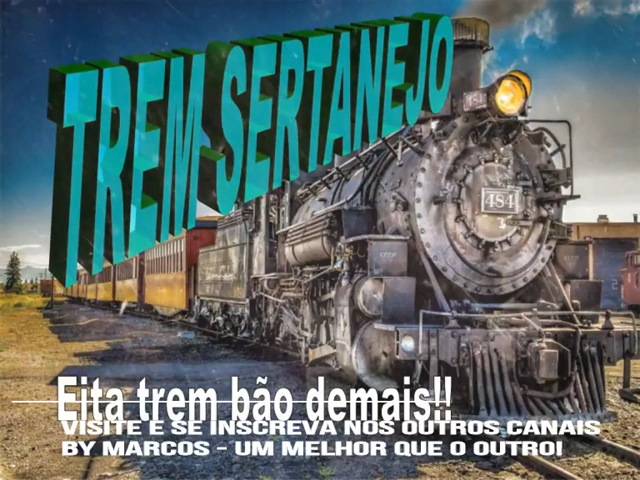 TREM SERTANEJO
484
484
Eita trem bão demais!!
VISITE E SE INSCREVA NOS OUTROS CANAIS
BY MARCOS - UM MELHOR QUE O OUTRO!